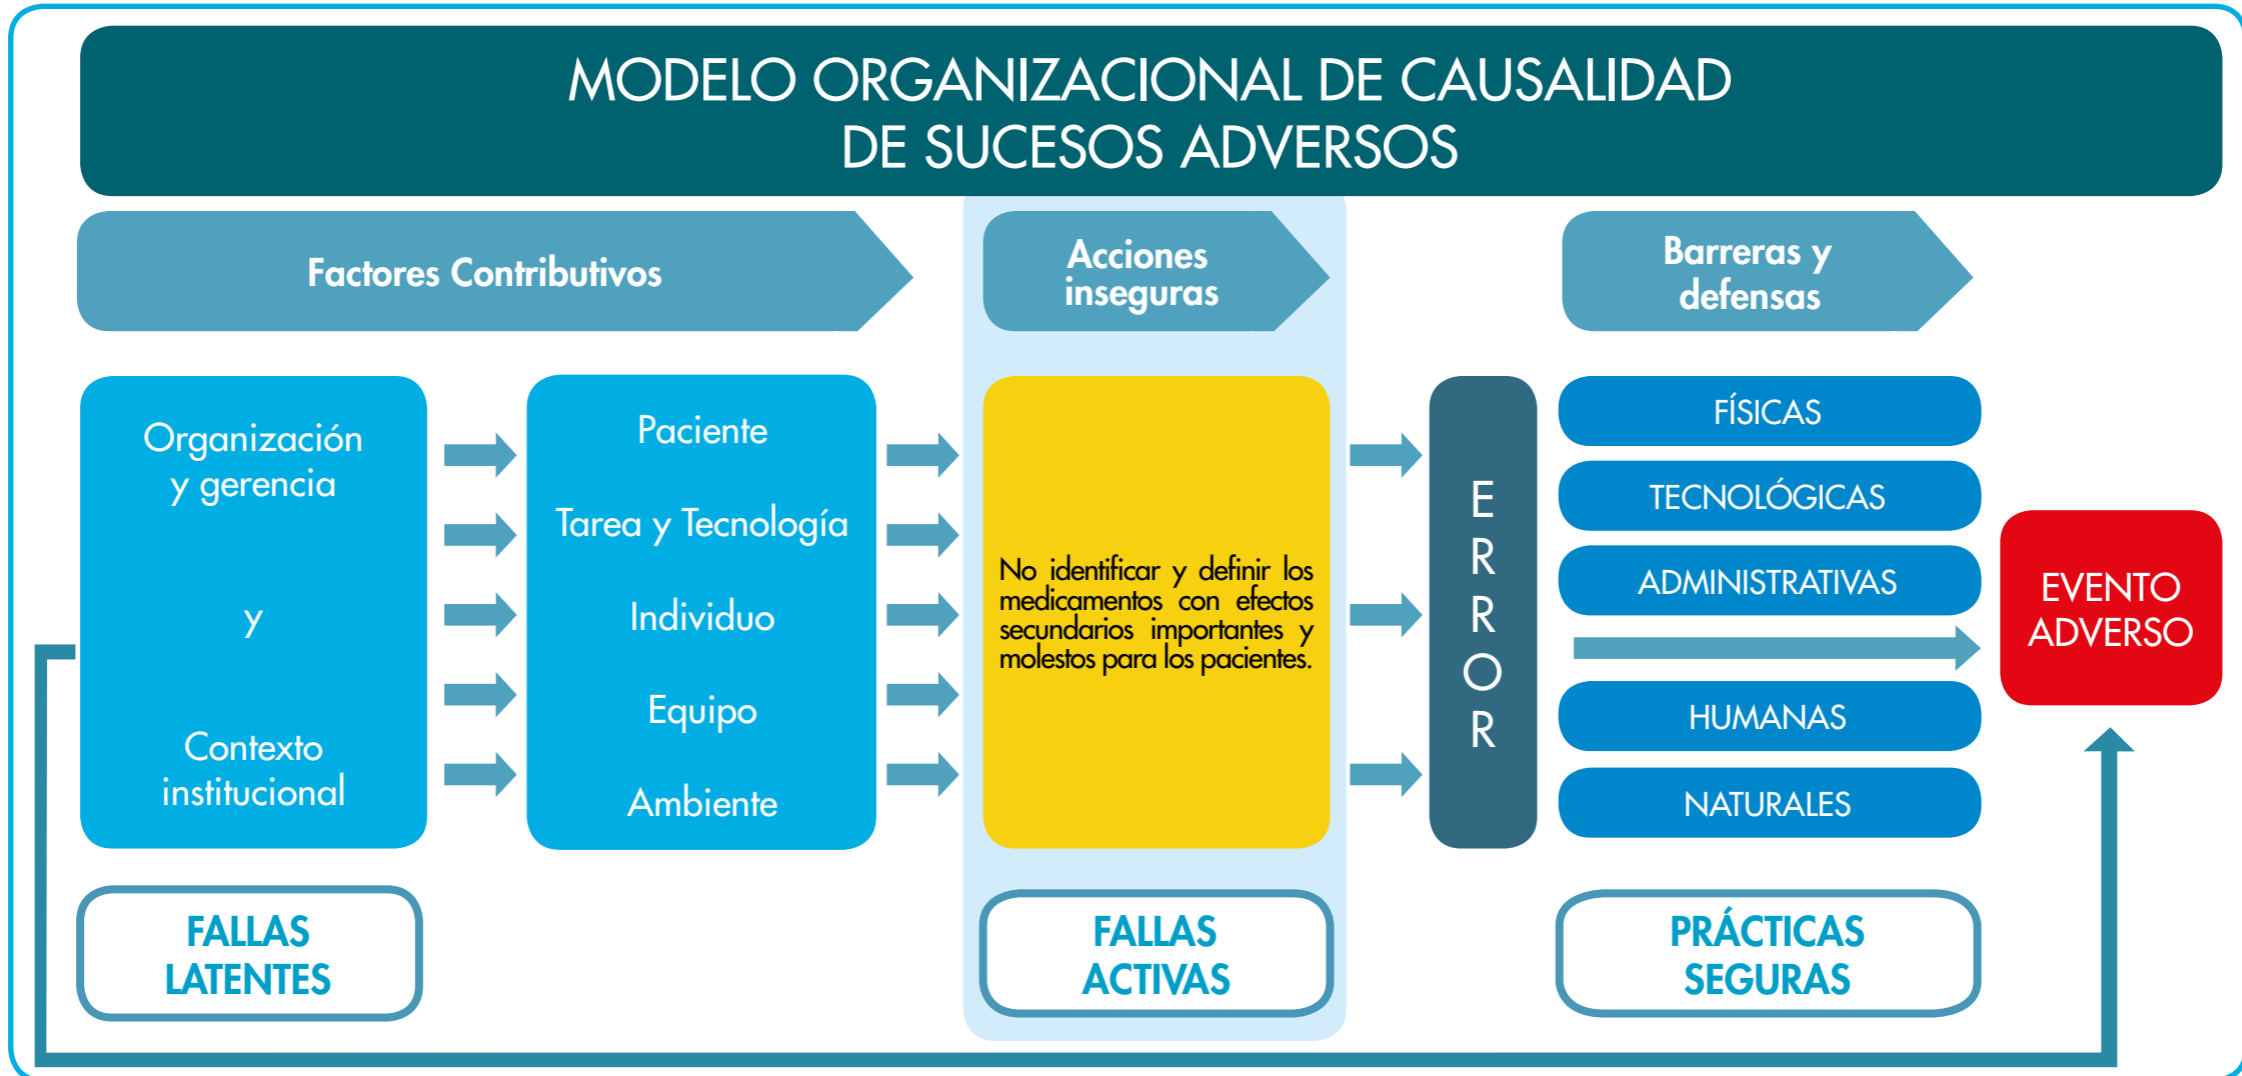 MODELO ORGANIZACIONAL DE CAUSALIDAD
DE SUCESOS ADVERSOS
Factores Contributivos
Acciones
inseguras
Barreras y
defensas
Organización
y gerencia
y
Contexto
institucional
Paciente
Tarea y Tecnología
Individuo
Equipo
Ambiente
No identificar y definir los
medicamentos con efectos
secundarios importantes y
molestos para los pacientes.
E
R
R
O
R
FÍSICAS
TECNOLÓGICAS
ADMINISTRATIVAS
HUMANAS
NATURALES
EVENTO
ADVERSO
FALLAS
LATENTES
FALLAS
ACTIVAS
PRÁCTICAS
SEGURAS